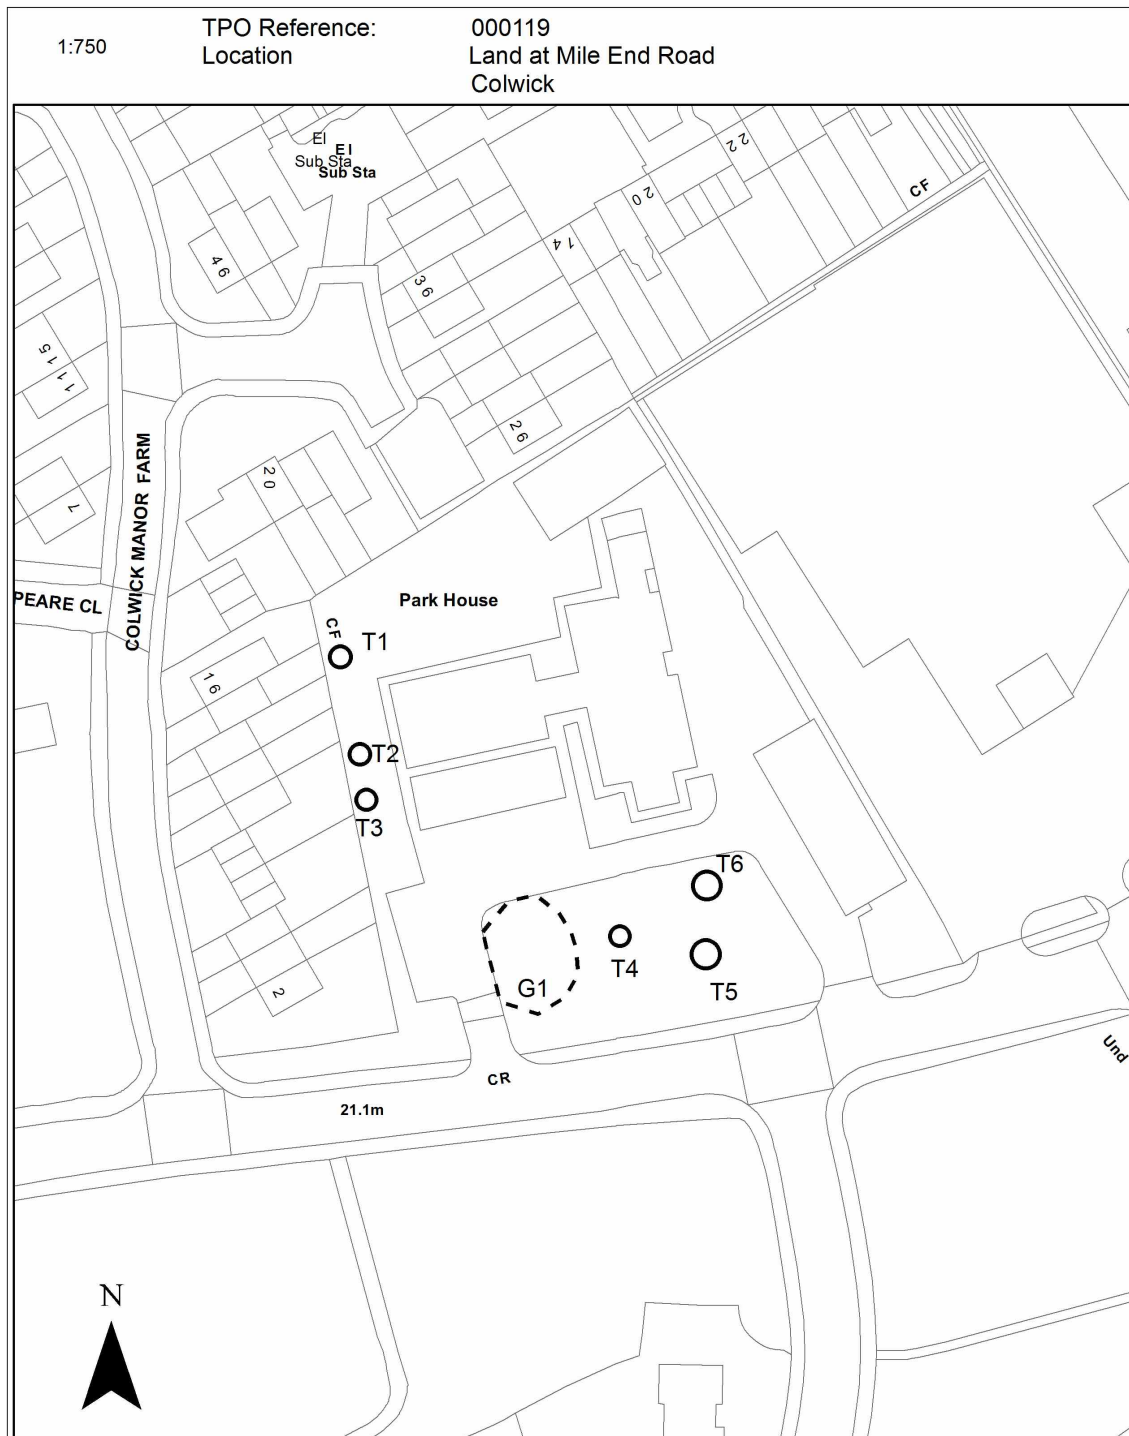 1:750
TPO Reference: 000119
Location Land at Mile End Road
Colwick
El
Sub Sta
El
Sub Sta
22
CF
20
14
46
36
11
15
26
COLWICK MANOR FARM
20
7
PEARE CL
Park House
CF
T1
16
T2
T3
T6
T4
G1
T5
2
Und
CR
21.1m
N